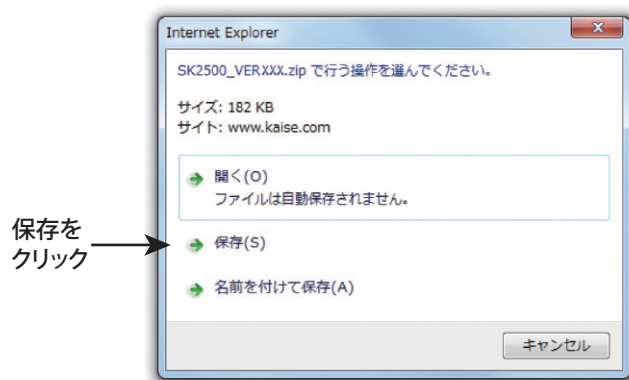 Internet Explorer
SK2500_VERXXX.zip で行う操作を選んでください。
サイズ: 182 KB
サイト: www.kaise.com
開く(O)
ファイルは自動保存されません。
保存を
クリック
保存(S)
名前を付けて保存(A)
キャンセル